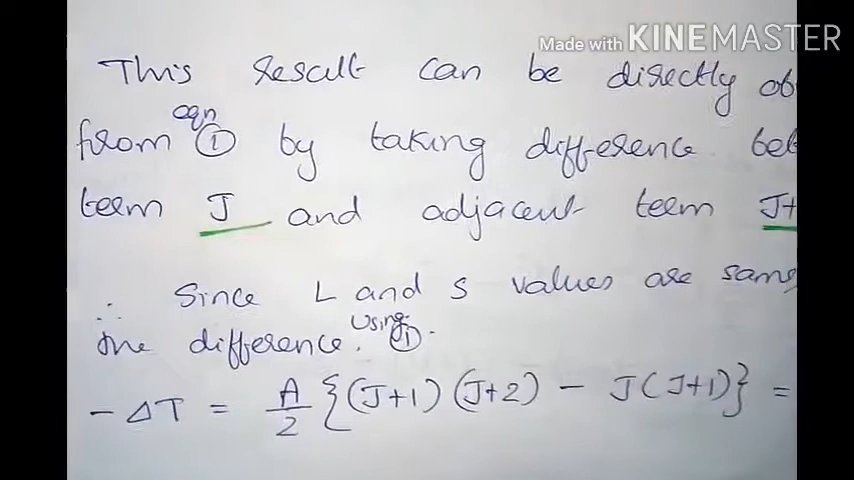 Made with KINEMASTER
This result can be directly ob
from eqn ① by taking difference bet
term J and adjacent term J+
∴ Since L and S values are same
the difference. using ①.
- ΔT = A/2 {(J+1)(J+2) - J(J+1)} =